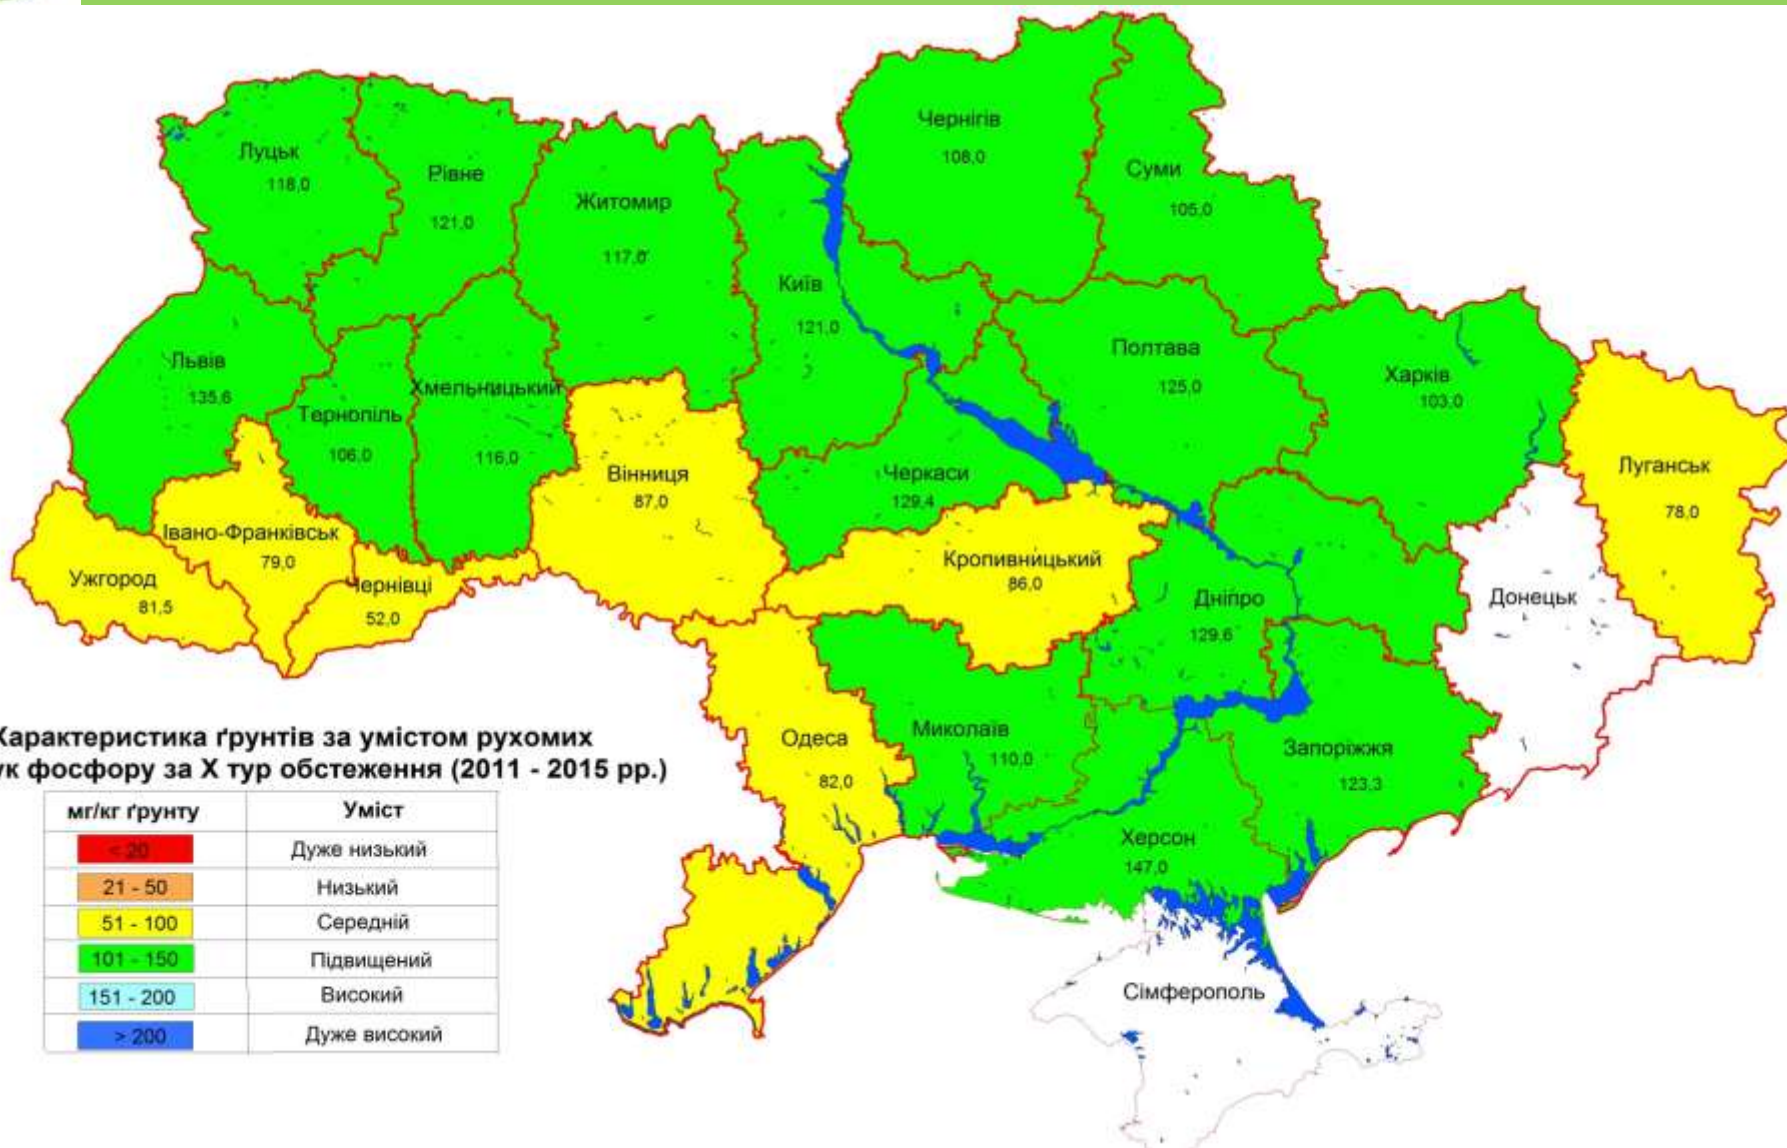 Чернігів
108,0
Суми
105,0
Луцьк
118,0
Рівне
121,0
Житомир
117,0
Київ
121,0
Полтава
125,0
Харків
103,0
Львів
135,6
Тернопіль
106,0
Хмельницький
116,0
Вінниця
87,0
Черкаси
129,4
Луганськ
78,0
Івано-Франківськ
79,0
Ужгород
81,5
Чернівці
52,0
Кропивницький
86,0
Дніпро
129,6
Донецьк
Одеса
82,0
Миколаїв
110,0
Запоріжжя
123,3
Херсон
147,0
Сімферополь
Характеристика ґрунтів за умістом рухомих
ук фосфору за X тур обстеження (2011 - 2015 рр.)
мг/кг ґрунту Уміст
< 20 Дуже низький
21 - 50 Низький
51 - 100 Середній
101 - 150 Підвищений
151 - 200 Високий
> 200 Дуже високий